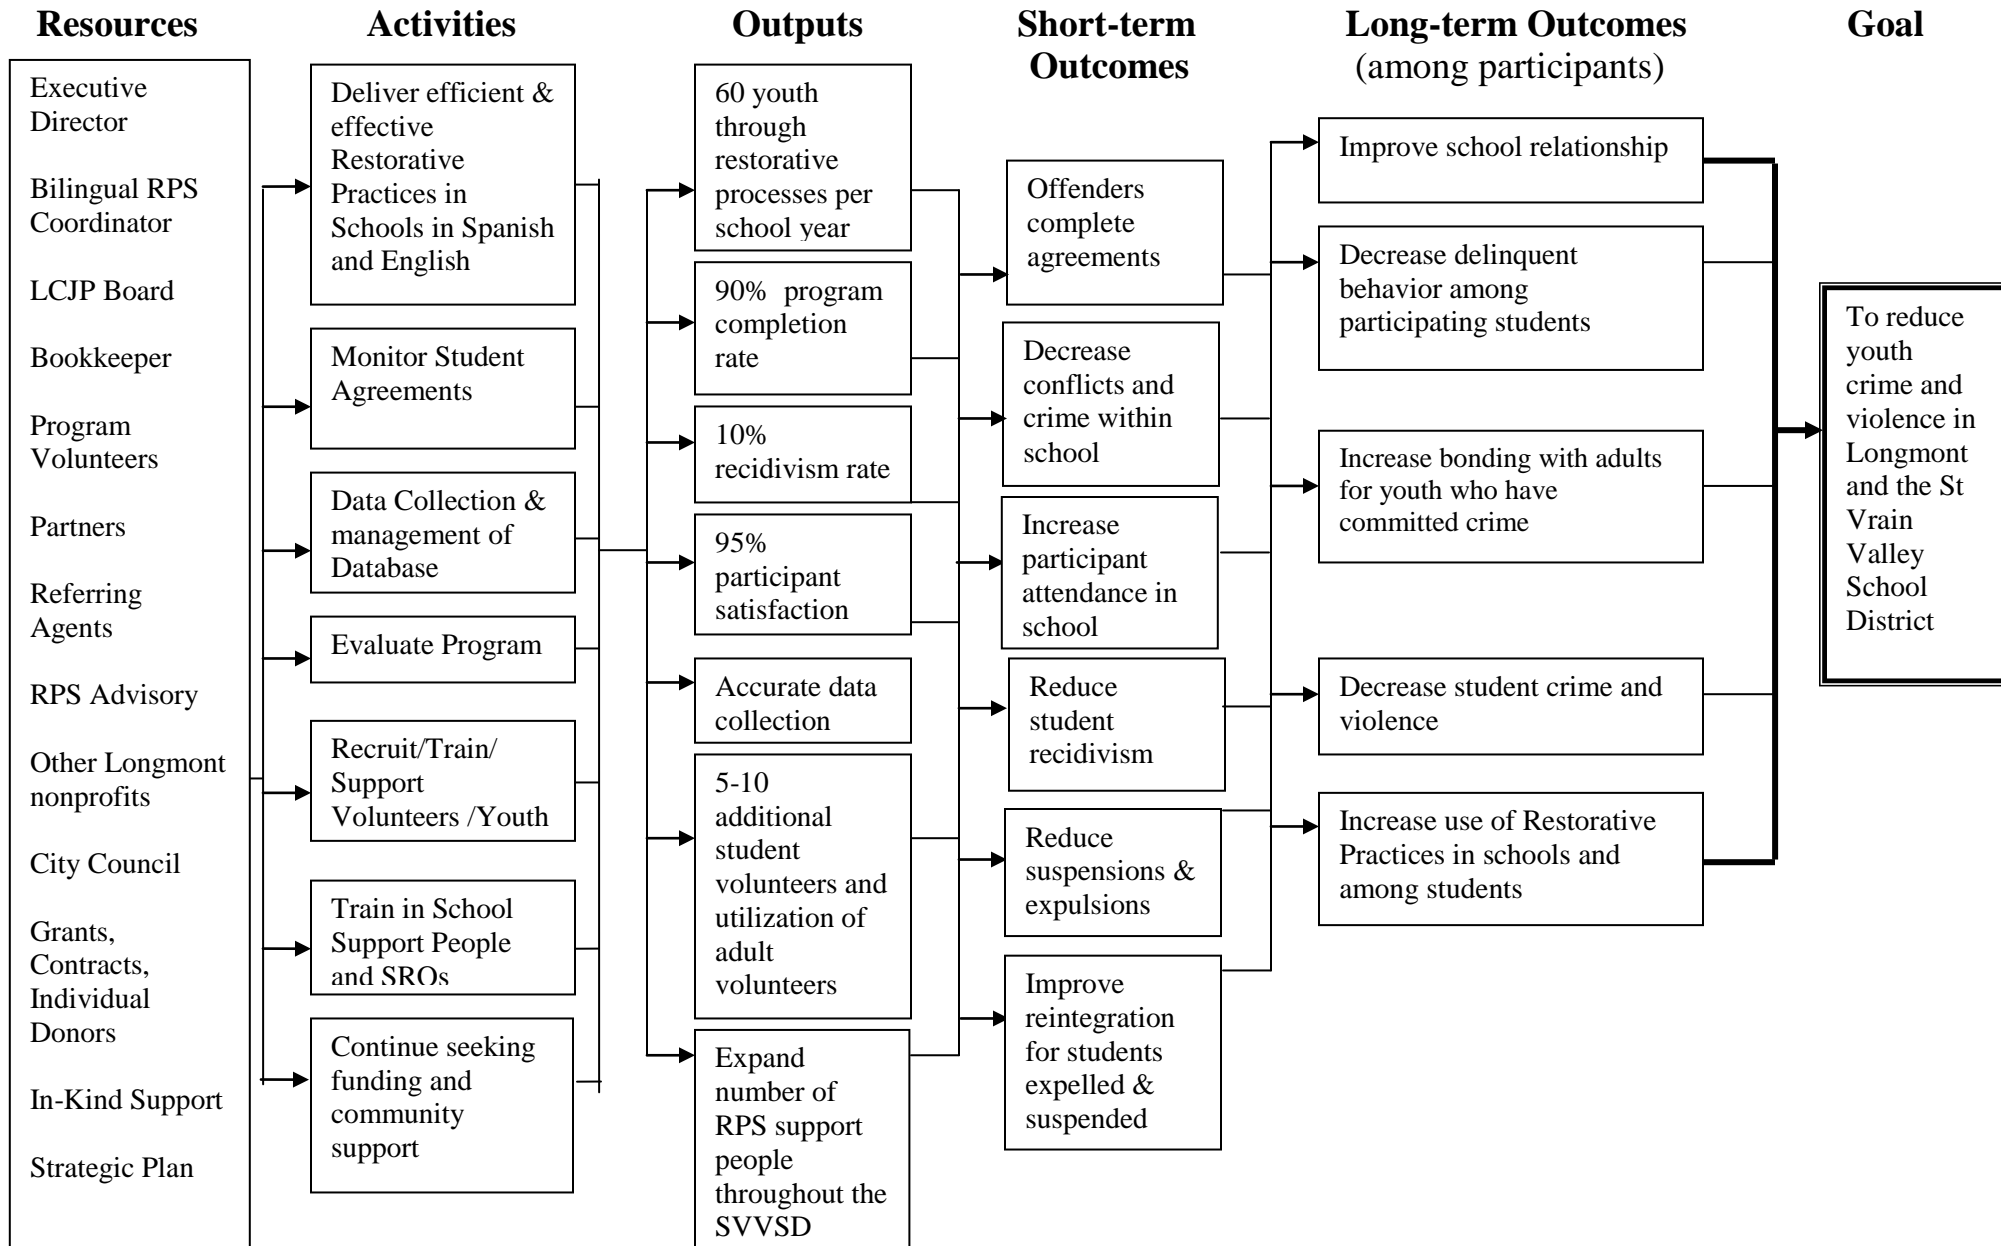 Resources
Executive
Director
Bilingual RPS
Coordinator
LCJP Board
Bookkeeper
Program
Volunteers
Partners
Referring
Agents
RPS Advisory
Other Longmont
nonprofits
City Council
Grants,
Contracts,
Individual
Donors
In-Kind Support
Strategic Plan
Activities
Deliver efficient &
effective
Restorative
Practices in
Schools in Spanish
and English
Monitor Student
Agreements
Data Collection &
management of
Database
Evaluate Program
Recruit/Train/
Support
Volunteers /Youth
Train in School
Support People
and SROs
Continue seeking
funding and
community
support
Outputs
60 youth
through
restorative
processes per
school year
90% program
completion
rate
10%
recidivism rate
95%
participant
satisfaction
Accurate data
collection
5-10
additional
student
volunteers and
utilization of
adult
volunteers
Expand
number of
RPS support
people
throughout the
SVVSD
Short-term
Outcomes
Offenders
complete
agreements
Decrease
conflicts and
crime within
school
Increase
participant
attendance in
school
Reduce
student
recidivism
Reduce
suspensions &
expulsions
Improve
reintegration
for students
expelled &
suspended
Long-term Outcomes
(among participants)
Improve school relationship
Decrease delinquent
behavior among
participating students
Increase bonding with adults
for youth who have
committed crime
Decrease student crime and
violence
Increase use of Restorative
Practices in schools and
among students
Goal
To reduce
youth
crime and
violence in
Longmont
and the St
Vrain
Valley
School
District